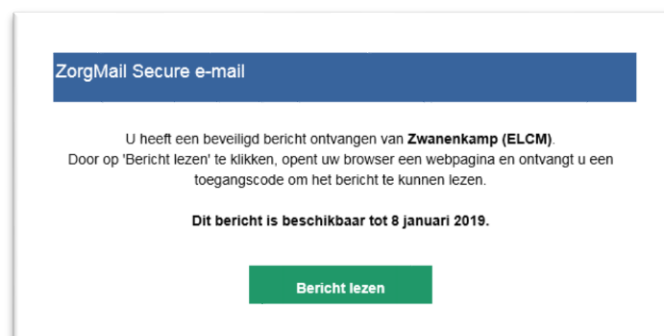 ZorgMail Secure e-mail
U heeft een beveiligd bericht ontvangen van Zwanenkamp (ELCM).
Door op 'Bericht lezen' te klikken, opent uw browser een webpagina en ontvangt u een
toegangscode om het bericht te kunnen lezen.
Dit bericht is beschikbaar tot 8 januari 2019.
Bericht lezen